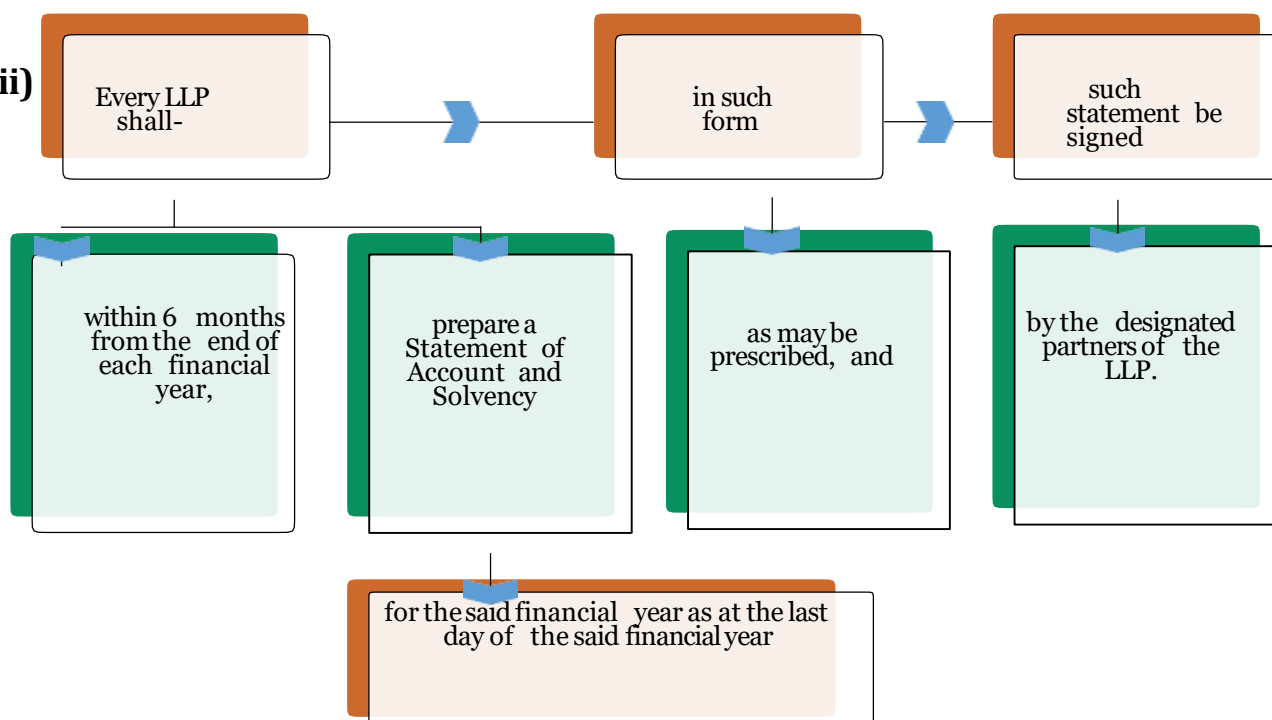 ii)
Every LLP
shall-
in such
form
such
statement be
signed
within 6 months
from the end of
each financial
year,
prepare a
Statement of
Account and
Solvency
as may be
prescribed, and
by the designated
partners of the
LLP.
for the said financial year as at the last
day of the said financial year